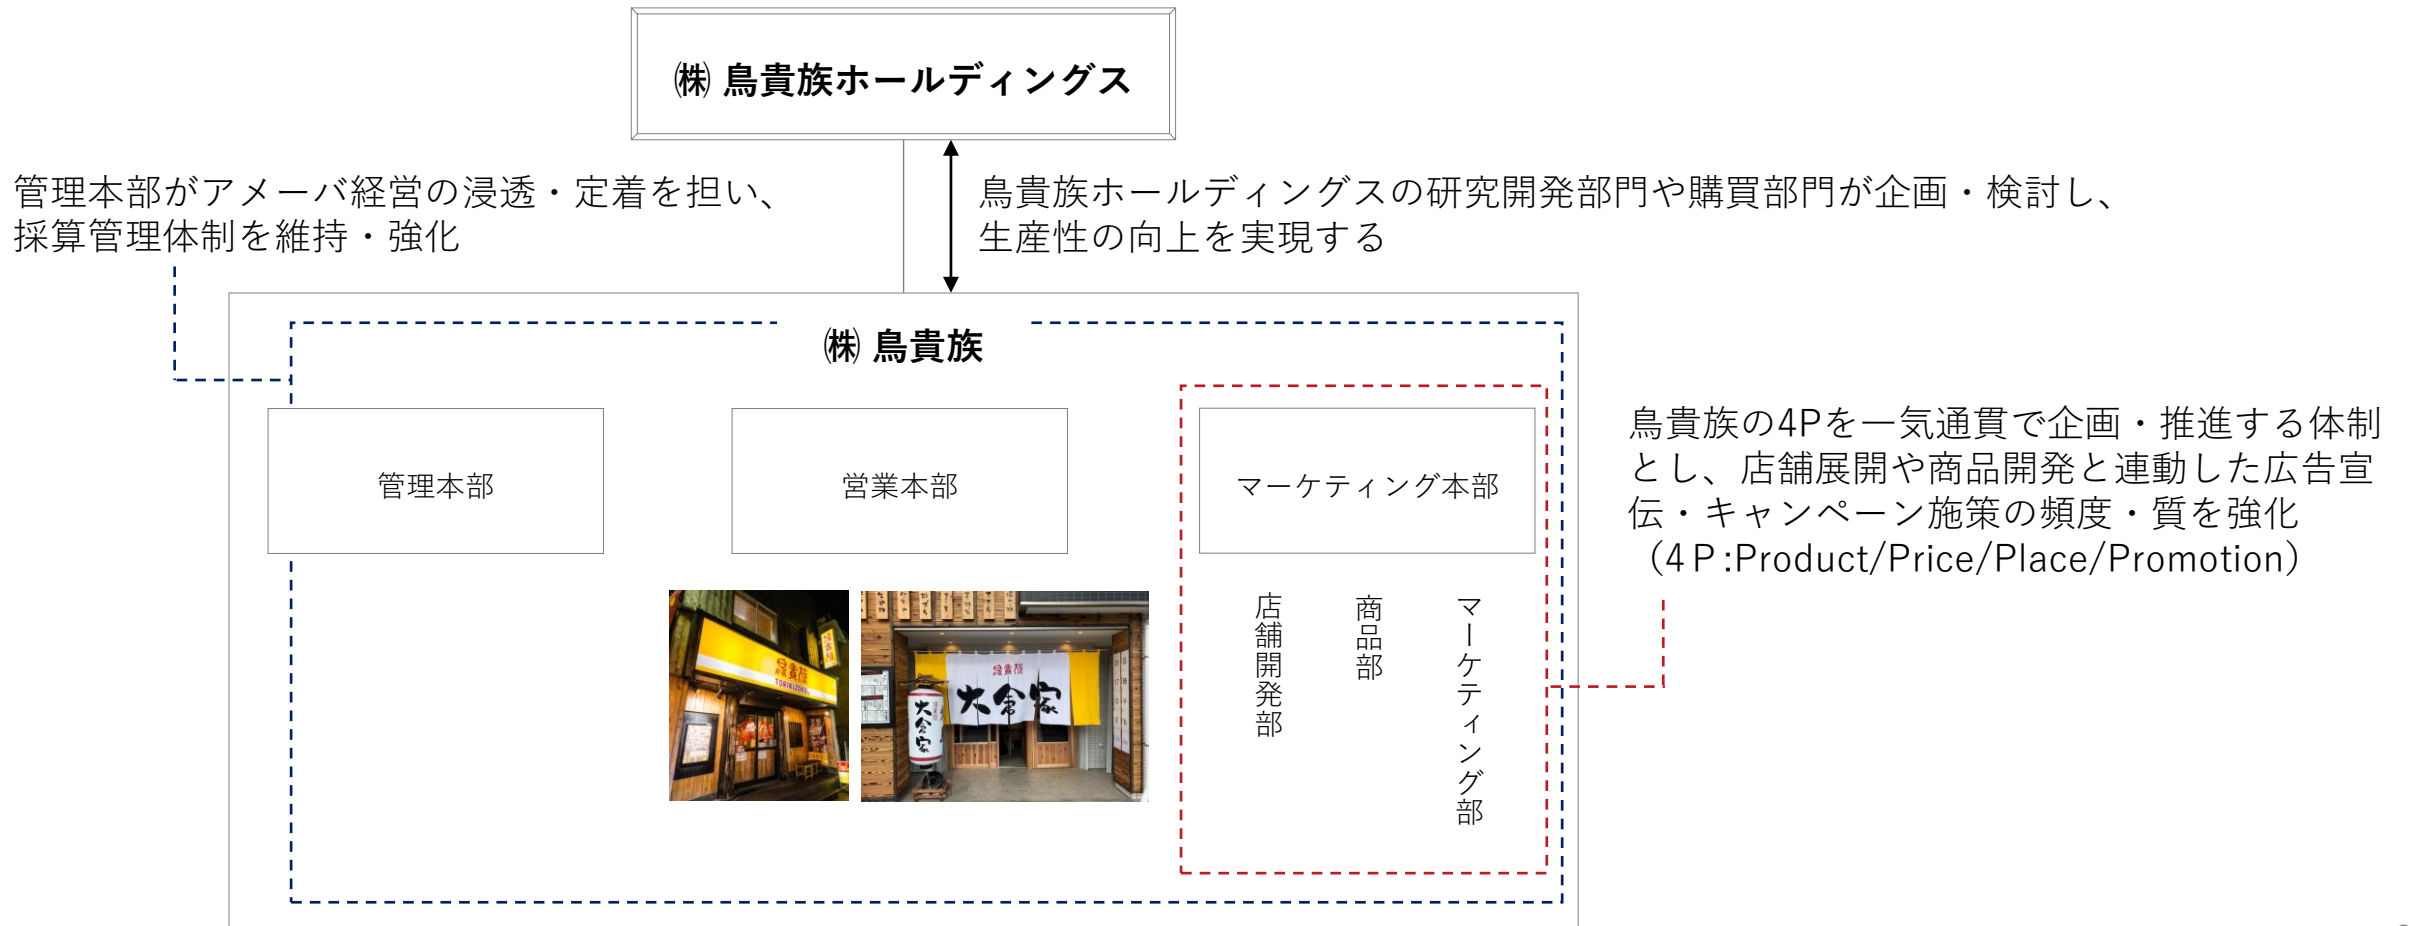 ㈱ 鳥貴族ホールディングス
管理本部がアメーバ経営の浸透・定着を担い、
採算管理体制を維持・強化
鳥貴族ホールディングスの研究開発部門や購買部門が企画・検討し、
生産性の向上を実現する
㈱ 鳥貴族
管理本部
営業本部
マーケティング本部
鳥貴族の4Pを一気通貫で企画・推進する体制
とし、店舗展開や商品開発と連動した広告宣
伝・キャンペーン施策の頻度・質を強化
（4Ｐ:Product/Price/Place/Promotion）
店舗開発部
商品部
マーケティング部
鳥貴族
TORIKIZOKU
鳥貴族
大倉家
大倉家